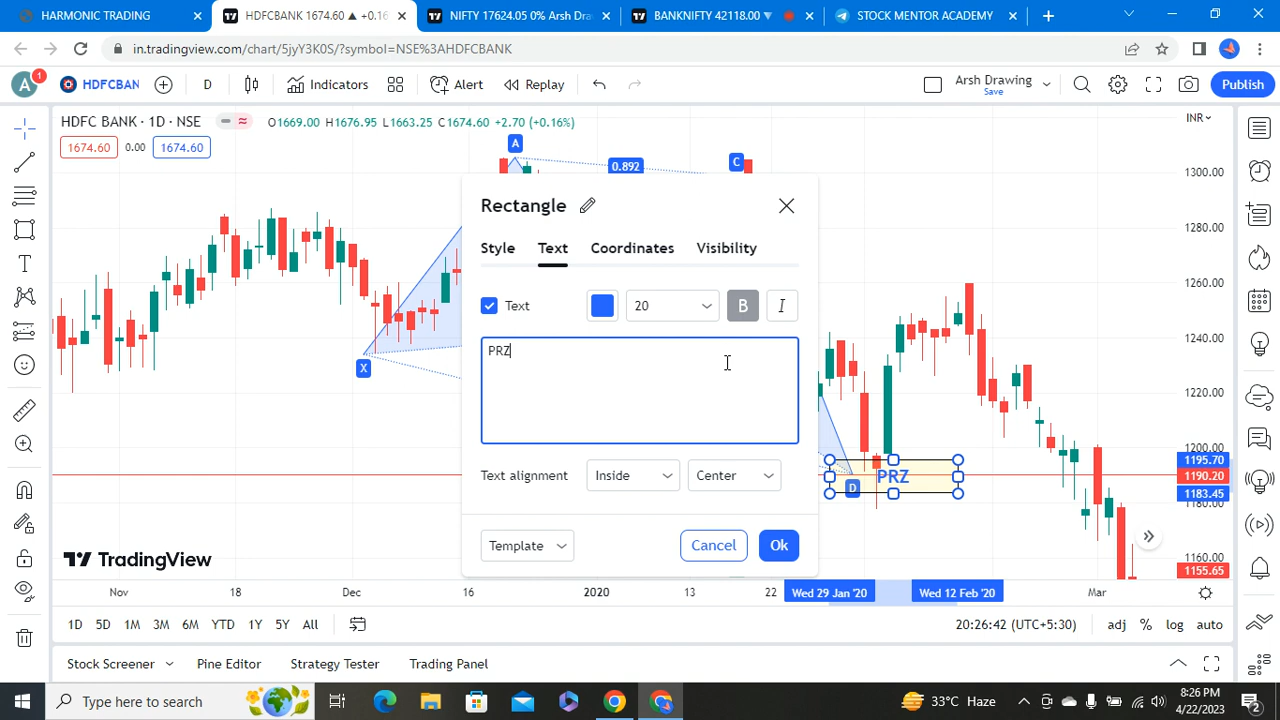 HARMONIC TRADING
HDFCBANK 1674.60 ▲ +0.16
NIFTY 17624.05 0% Arsh Draw
BANKNIFTY 42118.00 ▼
STOCK MENTOR ACADEMY
in.tradingview.com/chart/5jyY3K0S/?symbol=NSE%3AHDFCBANK
A
1
HDFCBAN
D
Indicators
Alert
Replay
Arsh Drawing
Save
Publish
HDFC BANK · 1D · NSE
O1669.00 H1676.95 L1663.25 C1674.60 +2.70 (+0.16%)
INR
1674.60
0.00
1674.60
A
0.892
C
X
D
PRZ
Rectangle
Style
Text
Coordinates
Visibility
Text
20
B
I
PRZ
Text alignment
Inside
Center
Template
Cancel
Ok
1300.00
1280.00
1260.00
1240.00
1220.00
1200.00
1195.70
1190.20
1183.45
1180.00
1160.00
1155.65
TradingView
Nov
18
Dec
16
2020
13
22
Wed 29 Jan '20
Wed 12 Feb '20
Mar
1D
5D
1M
3M
6M
YTD
1Y
5Y
All
20:26:42 (UTC+5:30)
adj
%
log
auto
Stock Screener
Pine Editor
Strategy Tester
Trading Panel
Type here to search
33°C Haze
8:26 PM
4/22/2023
2